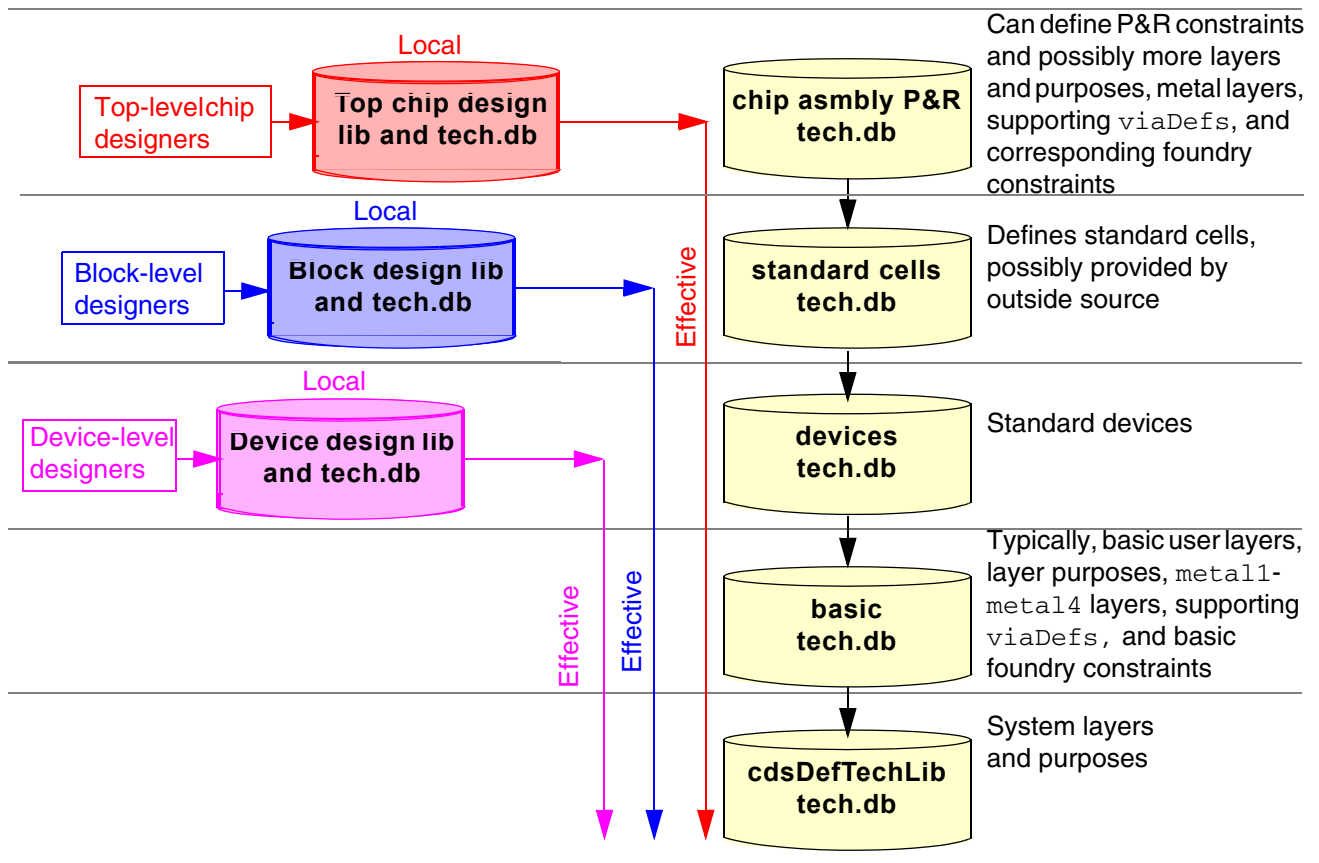 Local
Top-level chip
designers
Top chip design
lib and tech.db
chip asmbly P&R
tech.db
Can define P&R constraints
and possibly more layers
and purposes, metal layers,
supporting viaDefs, and
corresponding foundry
constraints
Local
Block-level
designers
Block design lib
and tech.db
Effective
standard cells
tech.db
Defines standard cells,
possibly provided by
outside source
Local
Device-level
designers
Device design lib
and tech.db
devices
tech.db
Standard devices
Effective
Effective
basic
tech.db
Typically, basic user layers,
layer purposes, metal1-
metal4 layers, supporting
viaDefs, and basic
foundry constraints
cdsDefTechLib
tech.db
System layers
and purposes